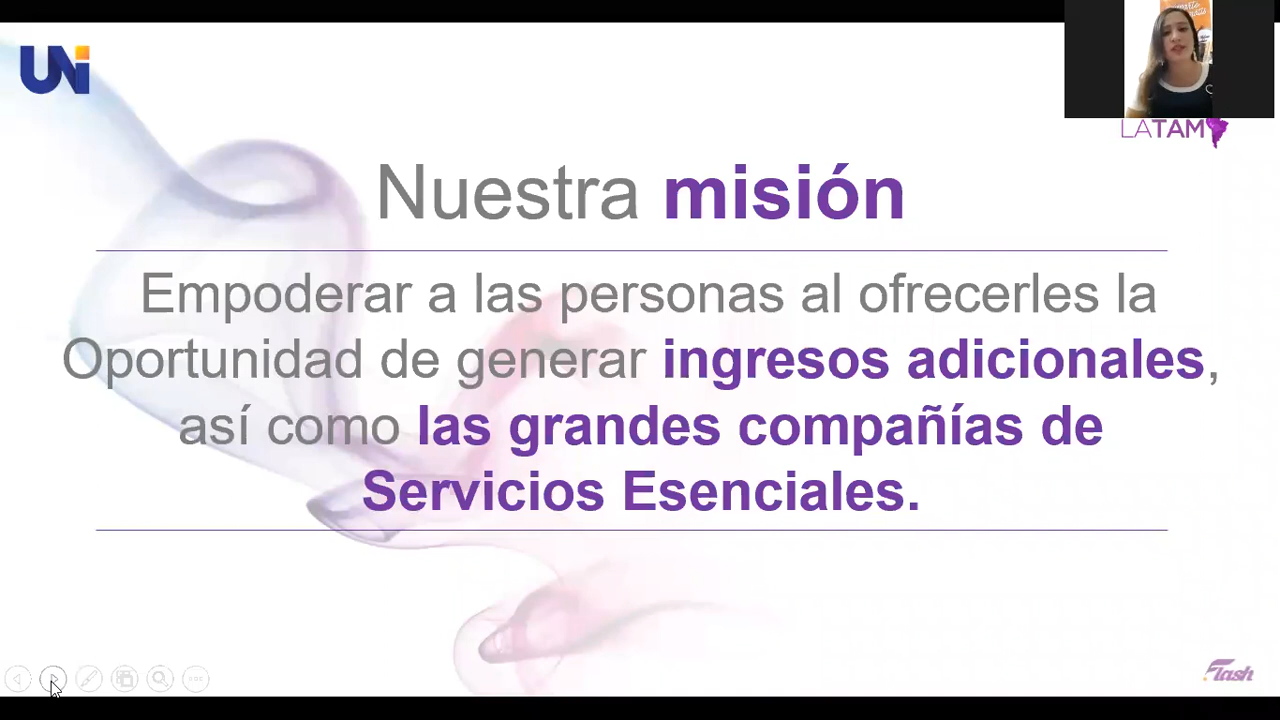 UNi
LATAM
Nuestra misión
Empoderar a las personas al ofrecerles la
Oportunidad de generar ingresos adicionales,
así como las grandes compañías de
Servicios Esenciales.
Flash